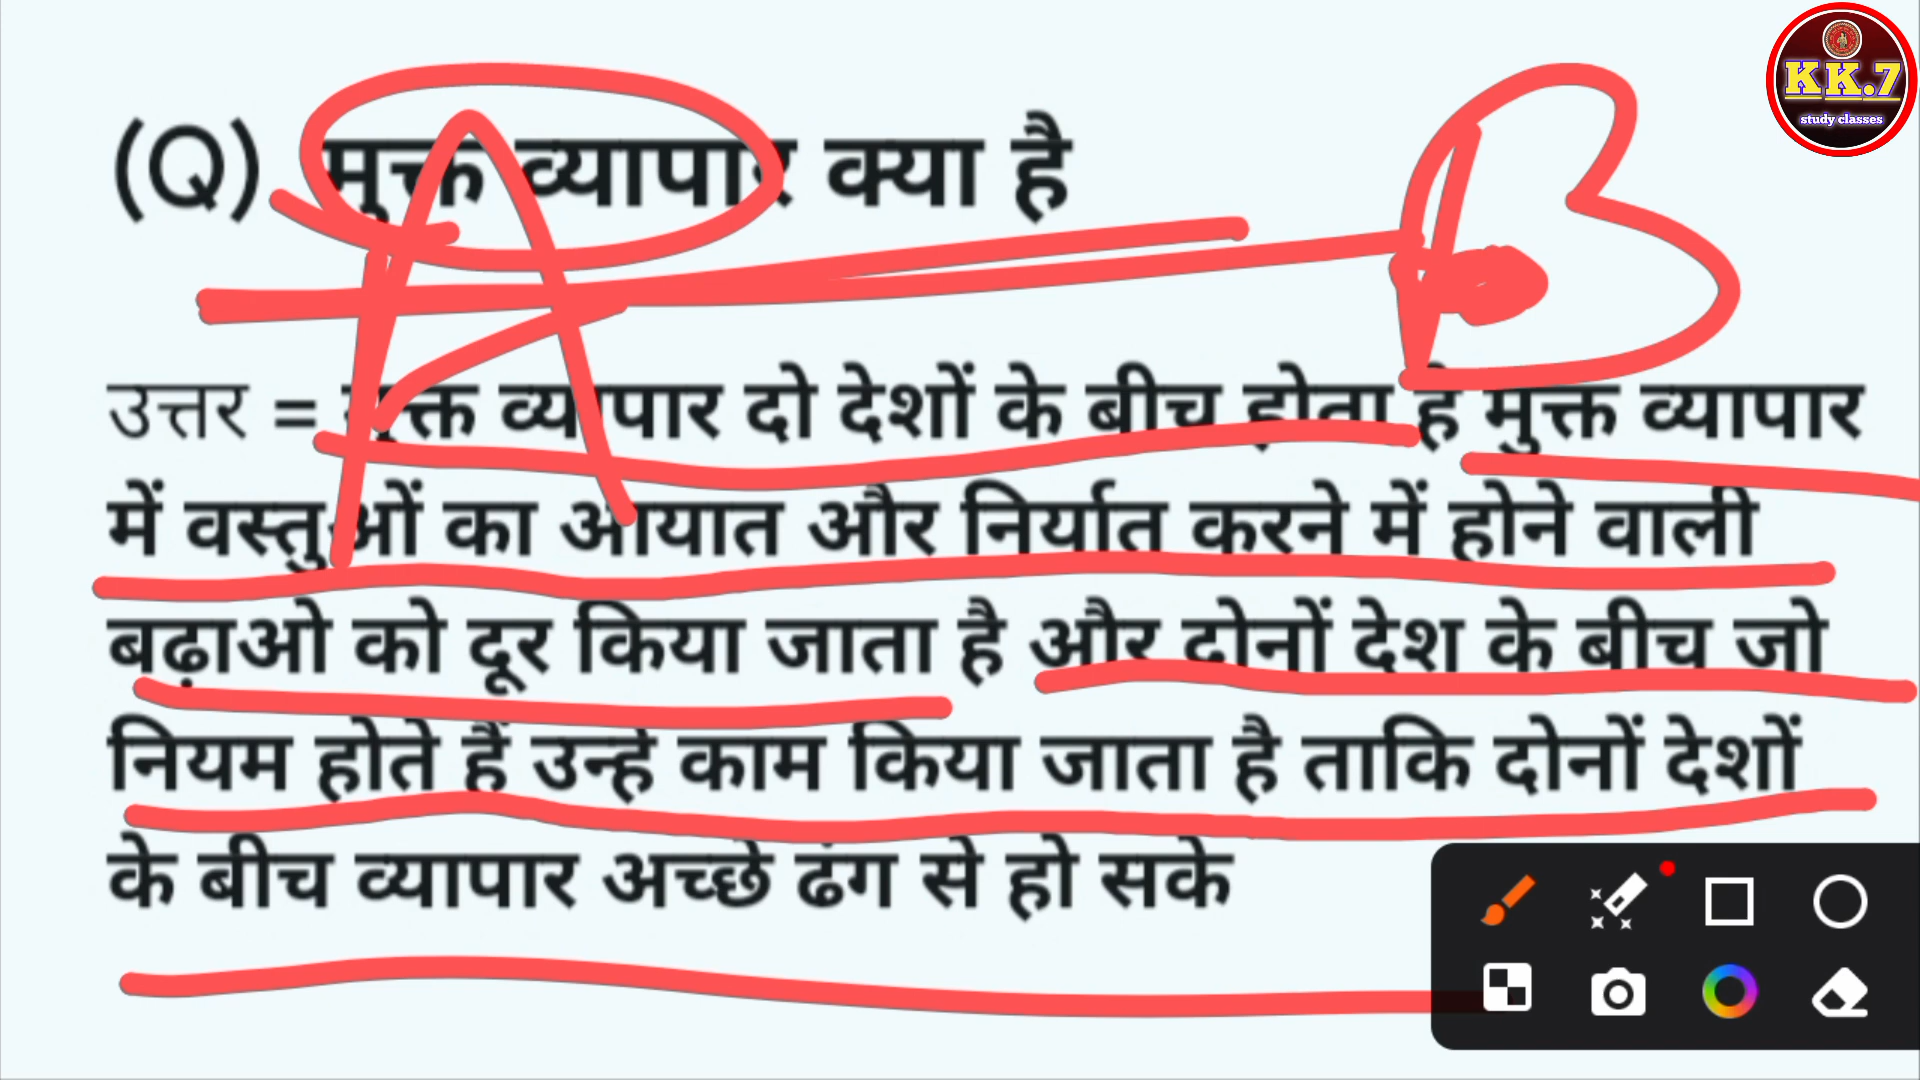 KK.7
study classes
(Q) मुक्त व्यापार क्या है
A B
उत्तर = मुक्त व्यापार दो देशों के बीच होता है मुक्त व्यापार
में वस्तुओं का आयात और निर्यात करने में होने वाली
बढ़ाओ को दूर किया जाता है और दोनों देश के बीच जो
नियम होते हैं उन्हे काम किया जाता है ताकि दोनों देशों
के बीच व्यापार अच्छे ढंग से हो सके